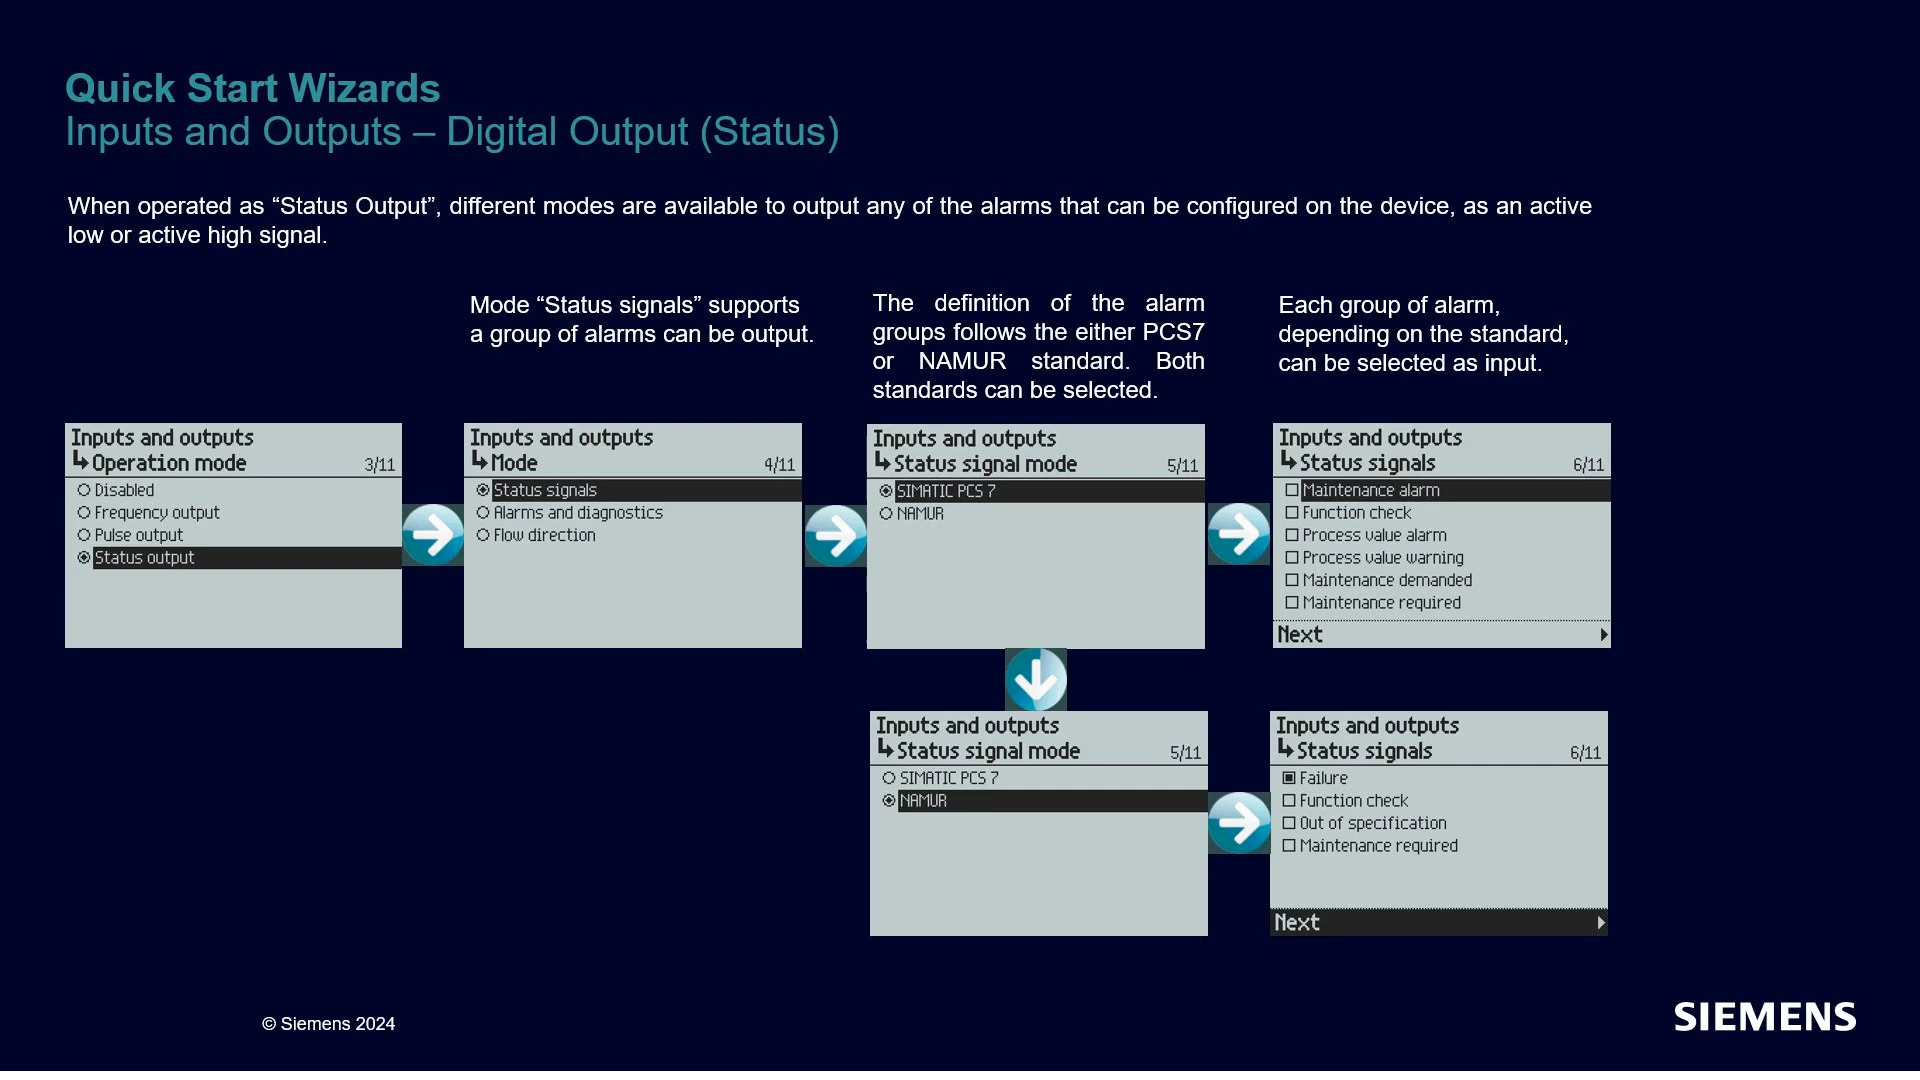 Quick Start Wizards
Inputs and Outputs – Digital Output (Status)
When operated as “Status Output”, different modes are available to output any of the alarms that can be configured on the device, as an active
low or active high signal.
Mode “Status signals” supports
a group of alarms can be output.
The definition of the alarm
groups follows the either PCS7
or NAMUR standard. Both
standards can be selected.
Each group of alarm,
depending on the standard,
can be selected as input.
Inputs and outputs
Operation mode 3/11
Disabled
Frequency output
Pulse output
Status output
Inputs and outputs
Mode 4/11
Status signals
Alarms and diagnostics
Flow direction
Inputs and outputs
Status signal mode 5/11
SIMATIC PCS 7
NAMUR
Inputs and outputs
Status signals 6/11
Maintenance alarm
Function check
Process value alarm
Process value warning
Maintenance demanded
Maintenance required
Next
Inputs and outputs
Status signal mode 5/11
SIMATIC PCS 7
NAMUR
Inputs and outputs
Status signals 6/11
Failure
Function check
Out of specification
Maintenance required
Next
© Siemens 2024
SIEMENS